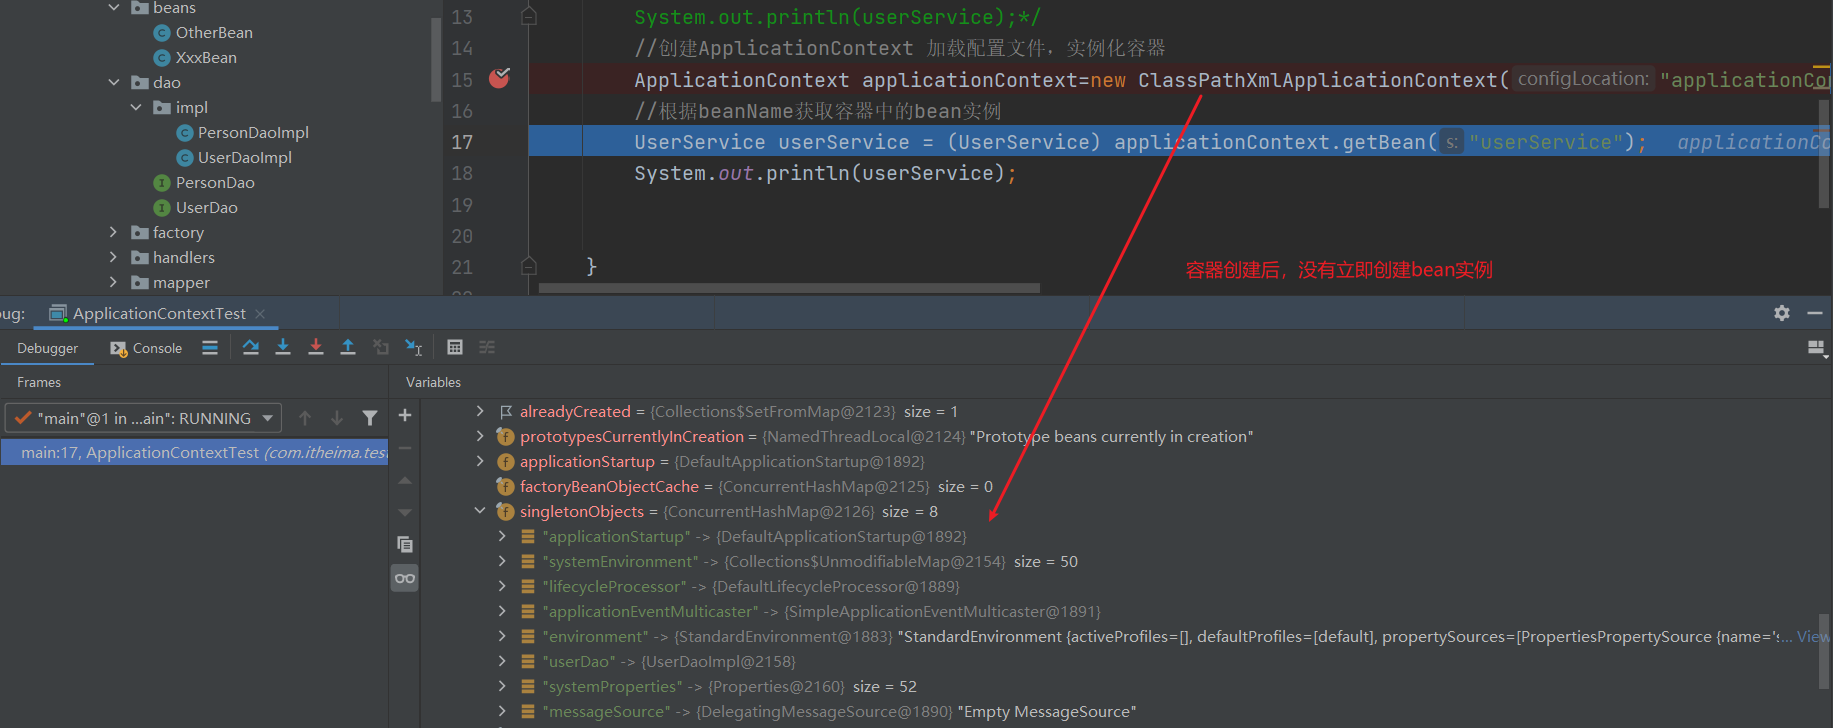 beans
OtherBean
XxxBean
dao
impl
PersonDaoImpl
UserDaoImpl
PersonDao
UserDao
factory
handlers
mapper
13 System.out.println(userService);*/
14 //创建ApplicationContext 加载配置文件，实例化容器
15 ApplicationContext applicationContext=new ClassPathXmlApplicationContext( configLocation: "applicationCon
16 //根据beanName获取容器中的bean实例
17 UserService userService = (UserService) applicationContext.getBean( s: "userService"); applicationCo
18 System.out.println(userService);
19
20
21 }
容器创建后，没有立即创建bean实例
ug: ApplicationContextTest
Debugger Console
Frames Variables
"main"@1 in ...ain": RUNNING
main:17, ApplicationContextTest (com.itheima.tes
alreadyCreated = {Collections$SetFromMap@2123} size = 1
prototypesCurrentlyInCreation = {NamedThreadLocal@2124} "Prototype beans currently in creation"
applicationStartup = {DefaultApplicationStartup@1892}
factoryBeanObjectCache = {ConcurrentHashMap@2125} size = 0
singletonObjects = {ConcurrentHashMap@2126} size = 8
"applicationStartup" -> {DefaultApplicationStartup@1892}
"systemEnvironment" -> {Collections$UnmodifiableMap@2154} size = 50
"lifecycleProcessor" -> {DefaultLifecycleProcessor@1889}
"applicationEventMulticaster" -> {SimpleApplicationEventMulticaster@1891}
"environment" -> {StandardEnvironment@1883} "StandardEnvironment {activeProfiles=[], defaultProfiles=[default], propertySources=[PropertiesPropertySource {name='s... View
"userDao" -> {UserDaoImpl@2158}
"systemProperties" -> {Properties@2160} size = 52
"messageSource" -> {DelegatingMessageSource@1890} "Empty MessageSource"